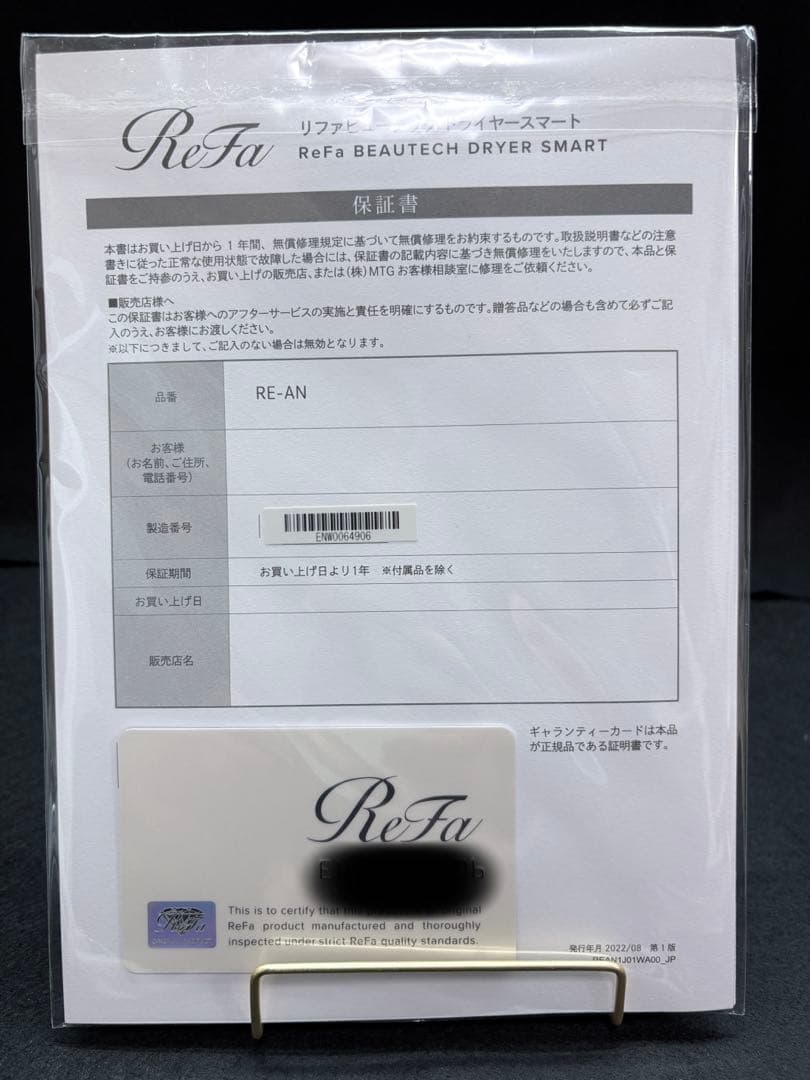 ReFa
リファビューテックドライヤースマート
ReFa BEAUTECH DRYER SMART
保証書
本書はお買い上げ日から 1 年間、無償修理規定に基づいて無償修理をお約束するものです。取扱説明書などの注意
書きに従った正常な使用状態で故障した場合には、保証書の記載内容に基づき無償修理をいたしますので、本品と保
証書をご持参のうえ、お買い上げの販売店、または(株)MTG お客様相談室に修理をご依頼ください。
■販売店様へ
この保証書はお客様へのアフターサービスの実施と責任を明確にするものです。贈答品などの場合も含めて必ずご記
入のうえ、お客様にお渡しください。
※以下につきまして、ご記入のない場合は無効となります。
品番
RE-AN
お客様
(お名前、ご住所、
電話番号)
製造番号
ENW0064906
保証期間
お買い上げ日より1年 ※付属品を除く
お買い上げ日
販売店名
ギャランティーカードは本品
が正規品である証明書です。
ReFa
This is to certify that
ReFa product manufactured and thoroughly
inspected under strict ReFa quality standards.
ReFa
発行年月 2022/08 第1版
REAN1J01WA00_JP